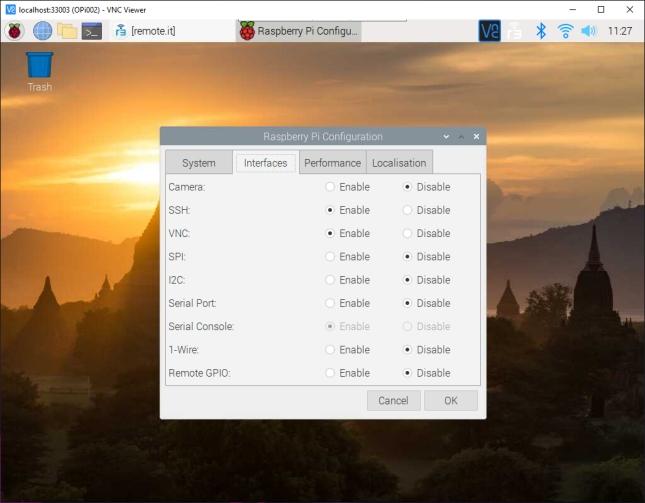 localhost:33003 (OPi002) - VNC Viewer
[remote.it]
Raspberry Pi Configu...
11:27
Trash
Raspberry Pi Configuration
System Interfaces Performance Localisation
Camera: Enable Disable
SSH: Enable Disable
VNC: Enable Disable
SPI: Enable Disable
I2C: Enable Disable
Serial Port: Enable Disable
Serial Console: Enable Disable
1-Wire: Enable Disable
Remote GPIO: Enable Disable
Cancel OK